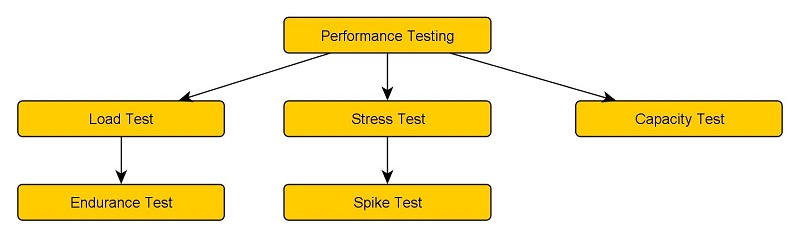 Performance Testing
Load Test
Stress Test
Capacity Test
Endurance Test
Spike Test